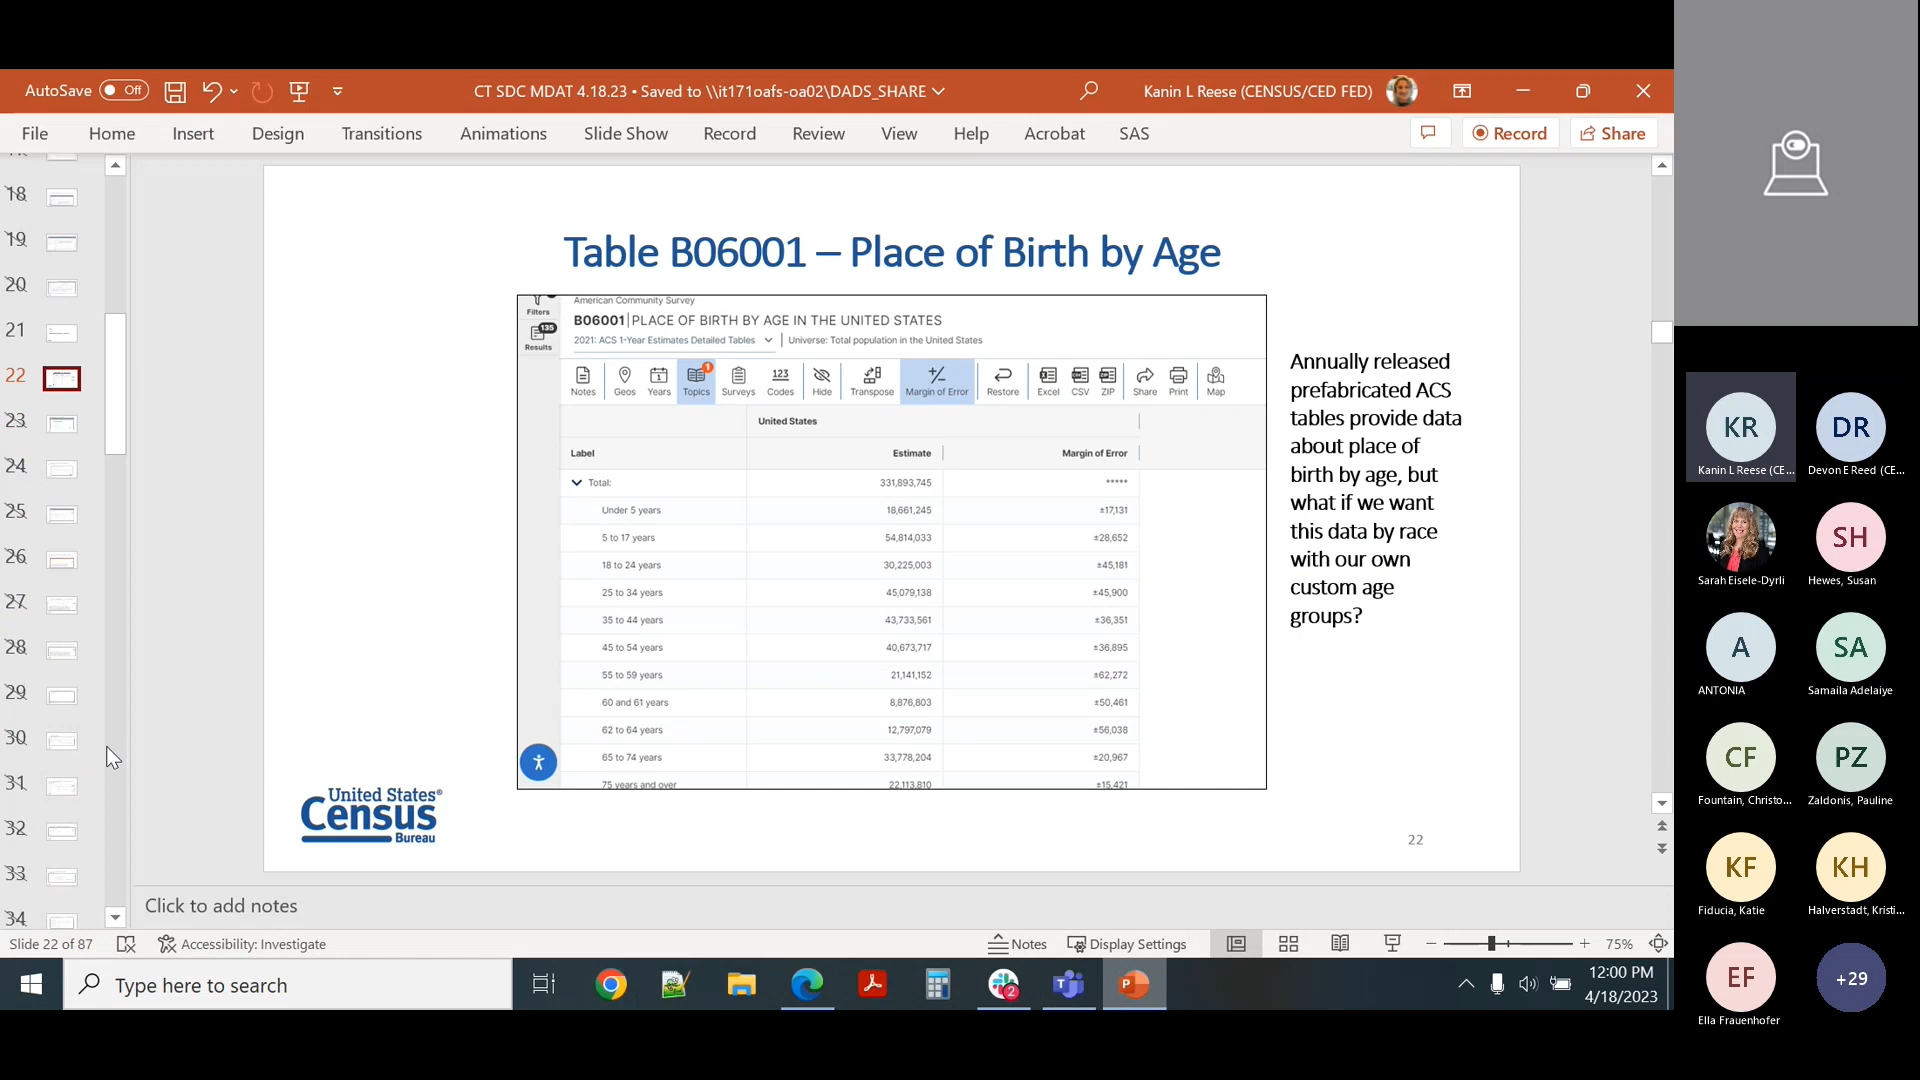 AutoSave Off
CT SDC MDAT 4.18.23 • Saved to \\it171oafs-oa02\DADS_SHARE
Kanin L Reese (CENSUS/CED FED)
File Home Insert Design Transitions Animations Slide Show Record Review View Help Acrobat SAS
Record Share
18
19
20
21
22
23
24
25
26
27
28
29
30
31
32
33
34
Table B06001 – Place of Birth by Age
Filters
135
Results
American Community Survey
B06001 | PLACE OF BIRTH BY AGE IN THE UNITED STATES
2021: ACS 1-Year Estimates Detailed Tables | Universe: Total population in the United States
1
123
Notes Geos Years Topics Surveys Codes Hide Transpose Margin of Error Restore Excel CSV ZIP Share Print Map
United States
Label Estimate Margin of Error
Total: 331,893,745 *****
Under 5 years 18,661,245 ±17,131
5 to 17 years 54,814,033 ±28,652
18 to 24 years 30,225,003 ±45,181
25 to 34 years 45,079,138 ±45,900
35 to 44 years 43,733,561 ±36,351
45 to 54 years 40,673,717 ±36,895
55 to 59 years 21,141,152 ±62,272
60 and 61 years 8,876,803 ±50,461
62 to 64 years 12,797,079 ±56,038
65 to 74 years 33,778,204 ±20,967
75 years and over 22,113,810 ±15,421
Annually released
prefabricated ACS
tables provide data
about place of
birth by age, but
what if we want
this data by race
with our own
custom age
groups?
United States®
Census
Bureau
22
Click to add notes
Slide 22 of 87 Accessibility: Investigate Notes Display Settings 75%
Type here to search
2
12:00 PM
4/18/2023
KR
Kanin L Reese (CE...
DR
Devon E Reed (CE...
Sarah Eisele-Dyrli
SH
Hewes, Susan
A
ANTONIA
SA
Samaila Adelaiye
CF
Fountain, Christo...
PZ
Zaldonis, Pauline
KF
Fiducia, Katie
KH
Halverstadt, Kristi...
EF
Ella Frauenhofer
+29